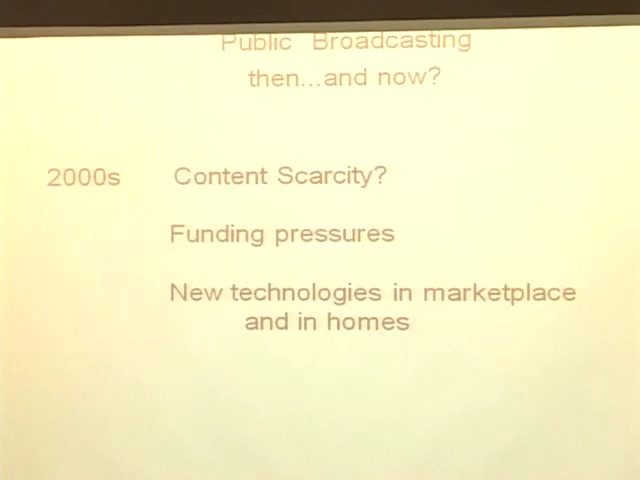 Public Broadcasting
then...and now?
2000s Content Scarcity?
Funding pressures
New technologies in marketplace
and in homes